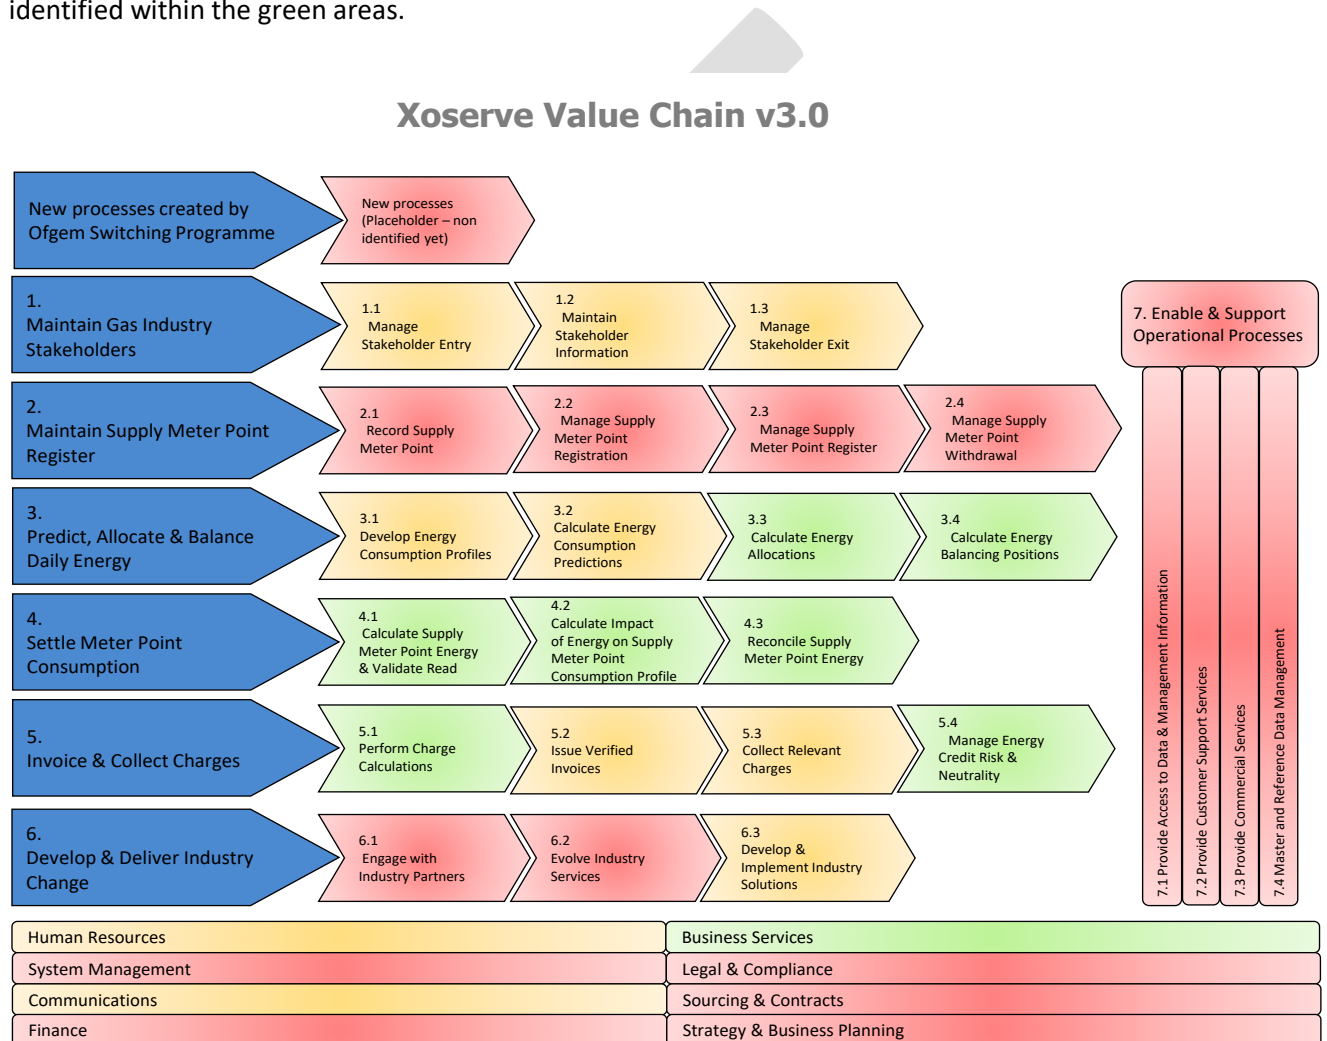 identified within the green areas.
Xoserve Value Chain v3.0
New processes created by
Ofgem Switching Programme
New processes
(Placeholder – non
identified yet)
1.
Maintain Gas Industry
Stakeholders
1.1
Manage
Stakeholder Entry
1.2
Maintain
Stakeholder
Information
1.3
Manage
Stakeholder Exit
7. Enable & Support
Operational Processes
2.
Maintain Supply Meter Point
Register
2.1
Record Supply
Meter Point
2.2
Manage Supply
Meter Point
Registration
2.3
Manage Supply
Meter Point Register
2.4
Manage Supply
Meter Point
Withdrawal
3.
Predict, Allocate & Balance
Daily Energy
3.1
Develop Energy
Consumption Profiles
3.2
Calculate Energy
Consumption
Predictions
3.3
Calculate Energy
Allocations
3.4
Calculate Energy
Balancing Positions
4.
Settle Meter Point
Consumption
4.1
Calculate Supply
Meter Point Energy
& Validate Read
4.2
Calculate Impact
of Energy on Supply
Meter Point
Consumption Profile
4.3
Reconcile Supply
Meter Point Energy
5.
Invoice & Collect Charges
5.1
Perform Charge
Calculations
5.2
Issue Verified
Invoices
5.3
Collect Relevant
Charges
5.4
Manage Energy
Credit Risk &
Neutrality
6.
Develop & Deliver Industry
Change
6.1
Engage with
Industry Partners
6.2
Evolve Industry
Services
6.3
Develop &
Implement Industry
Solutions
7.1 Provide Access to Data & Management Information
7.2 Provide Customer Support Services
7.3 Provide Commercial Services
7.4 Master and Reference Data Management
Human Resources
Business Services
System Management
Legal & Compliance
Communications
Sourcing & Contracts
Finance
Strategy & Business Planning